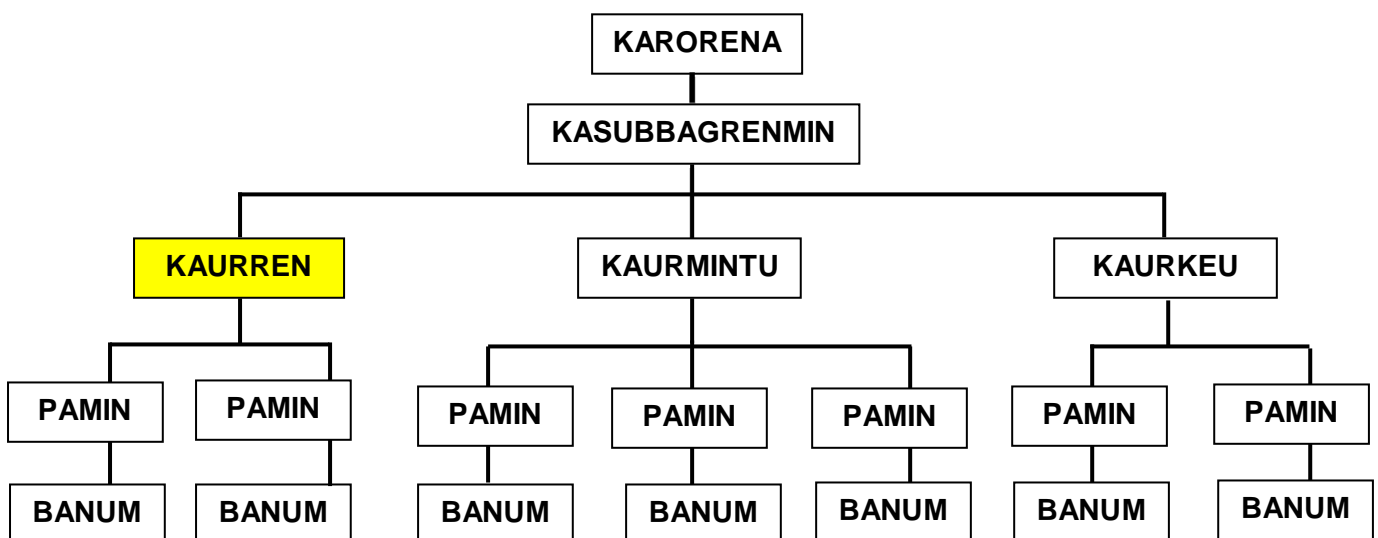 KARORENA
KASUBBAGRENMIN
KAURREN KAURMINTU KAURKEU
PAMIN PAMIN PAMIN PAMIN PAMIN PAMIN PAMIN
BANUM BANUM BANUM BANUM BANUM BANUM BANUM